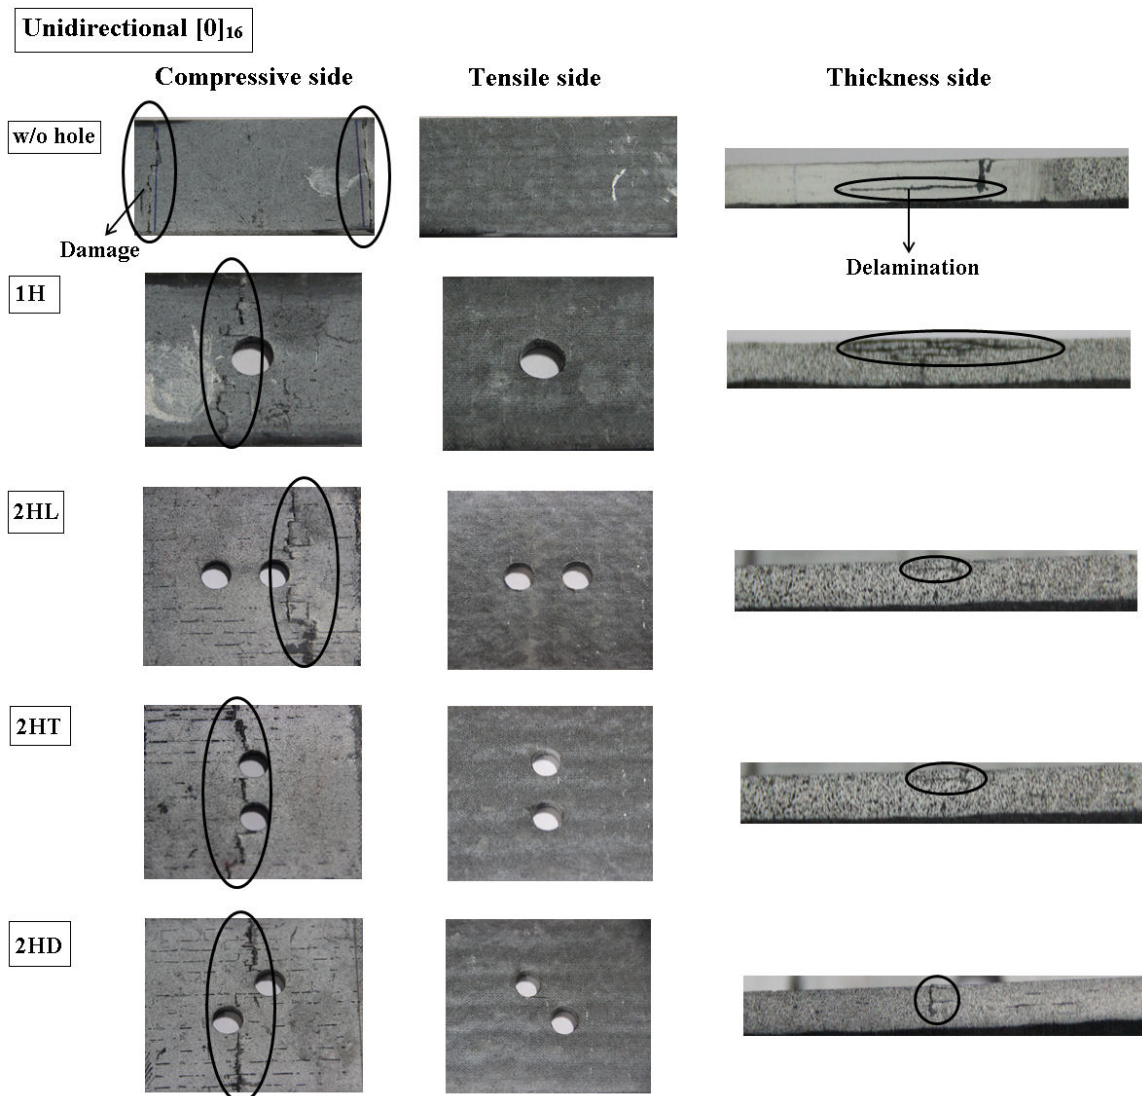 Unidirectional [0]₁₆
Compressive side
Tensile side
Thickness side
w/o hole
Damage
Delamination
1H
2HL
2HT
2HD